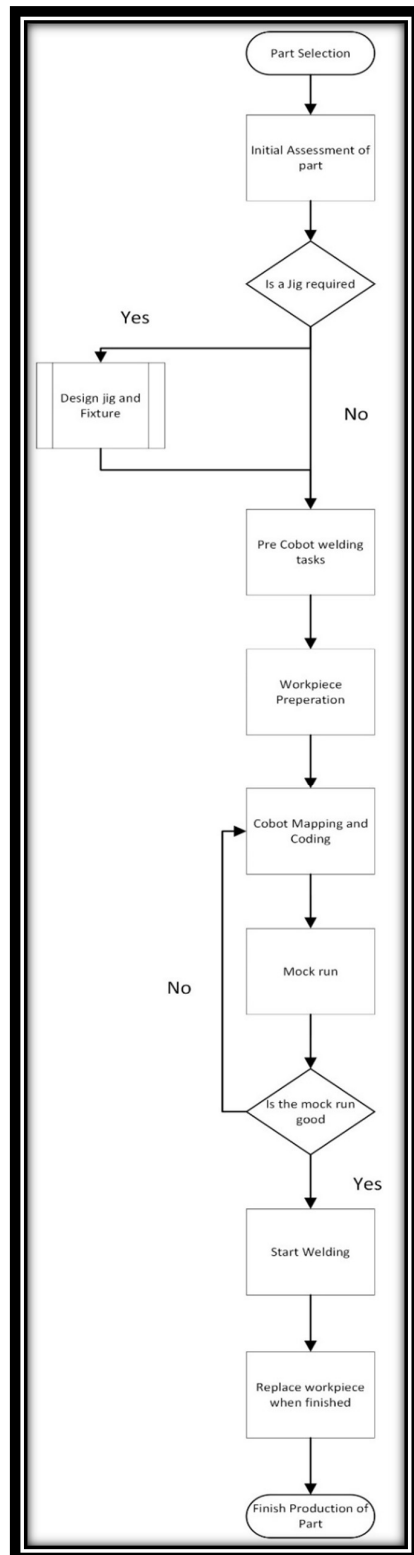 Part Selection
Initial Assessment of
part
Is a Jig required
Yes
Design jig and
Fixture
No
Pre Cobot welding
tasks
Workpiece
Preperation
Cobot Mapping and
Coding
Mock run
No
Is the mock run
good
Yes
Start Welding
Replace workpiece
when finished
Finish Production of
Part